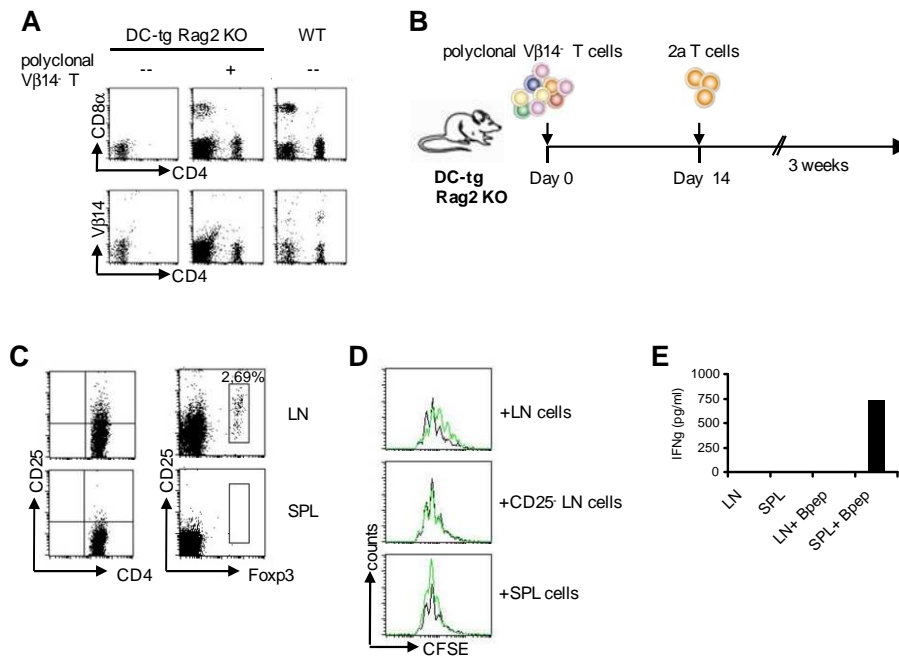 A
DC-tg Rag2 KO
WT
polyclonal
Vβ14- T
--
+
--
CD8α
CD4
Vβ14
CD4
B
polyclonal Vβ14- T cells
2a T cells
DC-tg
Rag2 KO
Day 0
Day 14
3 weeks
C
2.69%
LN
CD25
CD25
SPL
CD4
Foxp3
D
+LN cells
+CD25- LN cells
+SPL cells
counts
CFSE
E
IFNg (pg/ml)
1000
750
500
250
0
LN
SPL
LN+ Bpep
SPL+ Bpep